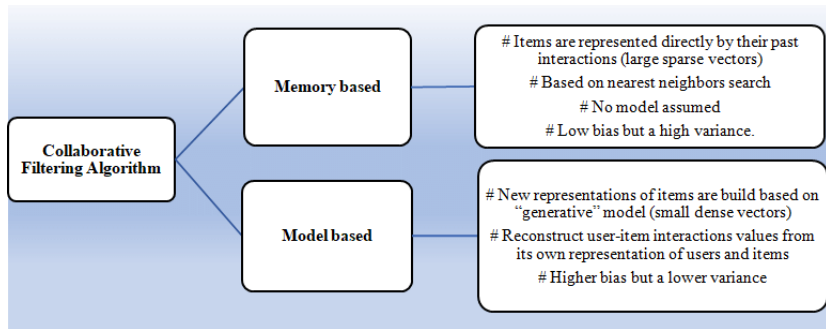 Collaborative
Filtering Algorithm
Memory based
# Items are represented directly by their past
interactions (large sparse vectors)
# Based on nearest neighbors search
# No model assumed
# Low bias but a high variance.
Model based
# New representations of items are build based on
“generative” model (small dense vectors)
# Reconstruct user-item interactions values from
its own representation of users and items
# Higher bias but a lower variance